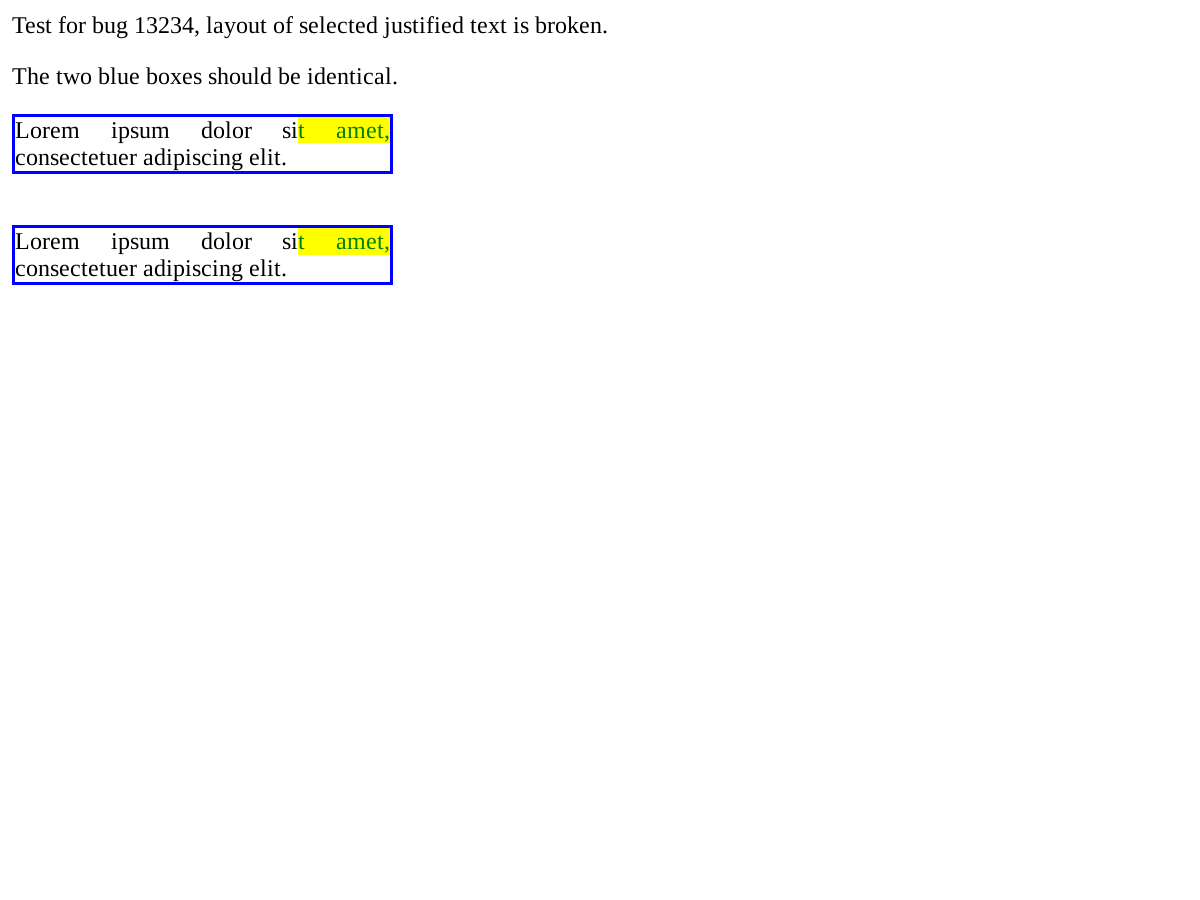 Test for bug 13234, layout of selected justified text is broken.
The two blue boxes should be identical.
Lorem ipsum dolor sit amet,
consectetuer adipiscing elit.
Lorem ipsum dolor sit amet,
consectetuer adipiscing elit.